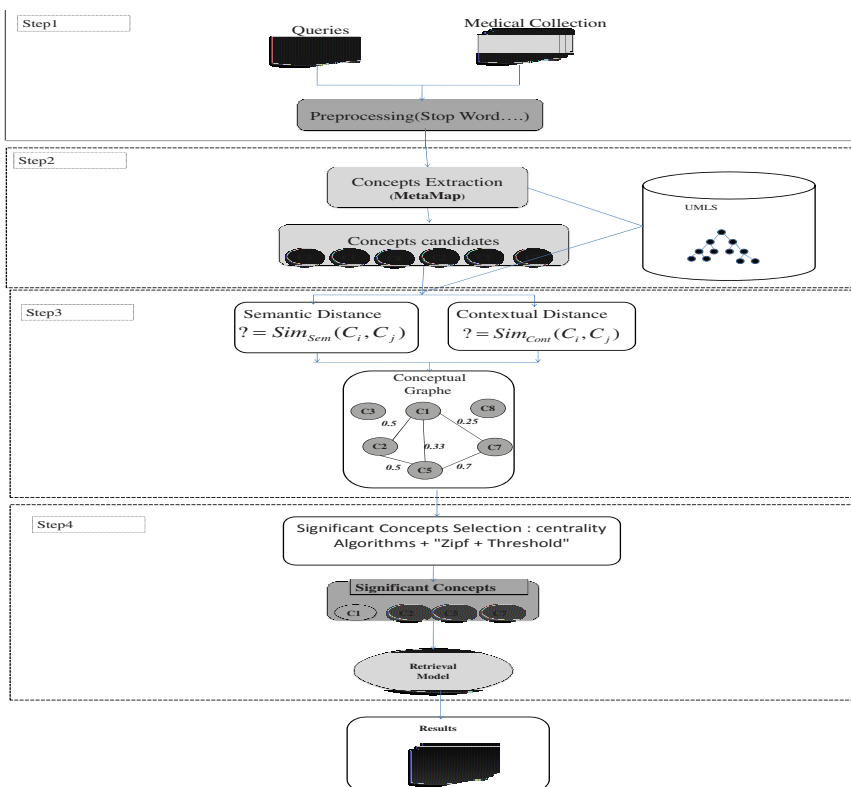 Step1
Queries
Medical Collection
Preprocessing(Stop Word….)
Step2
Concepts Extraction
(MetaMap)
UMLS
Concepts candidates
Step3
Semantic Distance
? = Sim_Sem (C_i, C_j)
Contextual Distance
? = Sim_Cont (C_i, C_j)
Conceptual
Graphe
C3
C1
C8
0.5
0.25
C2
0.33
C7
0.5
C5
0.7
Step4
Significant Concepts Selection : centrality
Algorithms + "Zipf + Threshold"
Significant Concepts
C1
C2
C7
Retrieval
Model
Results